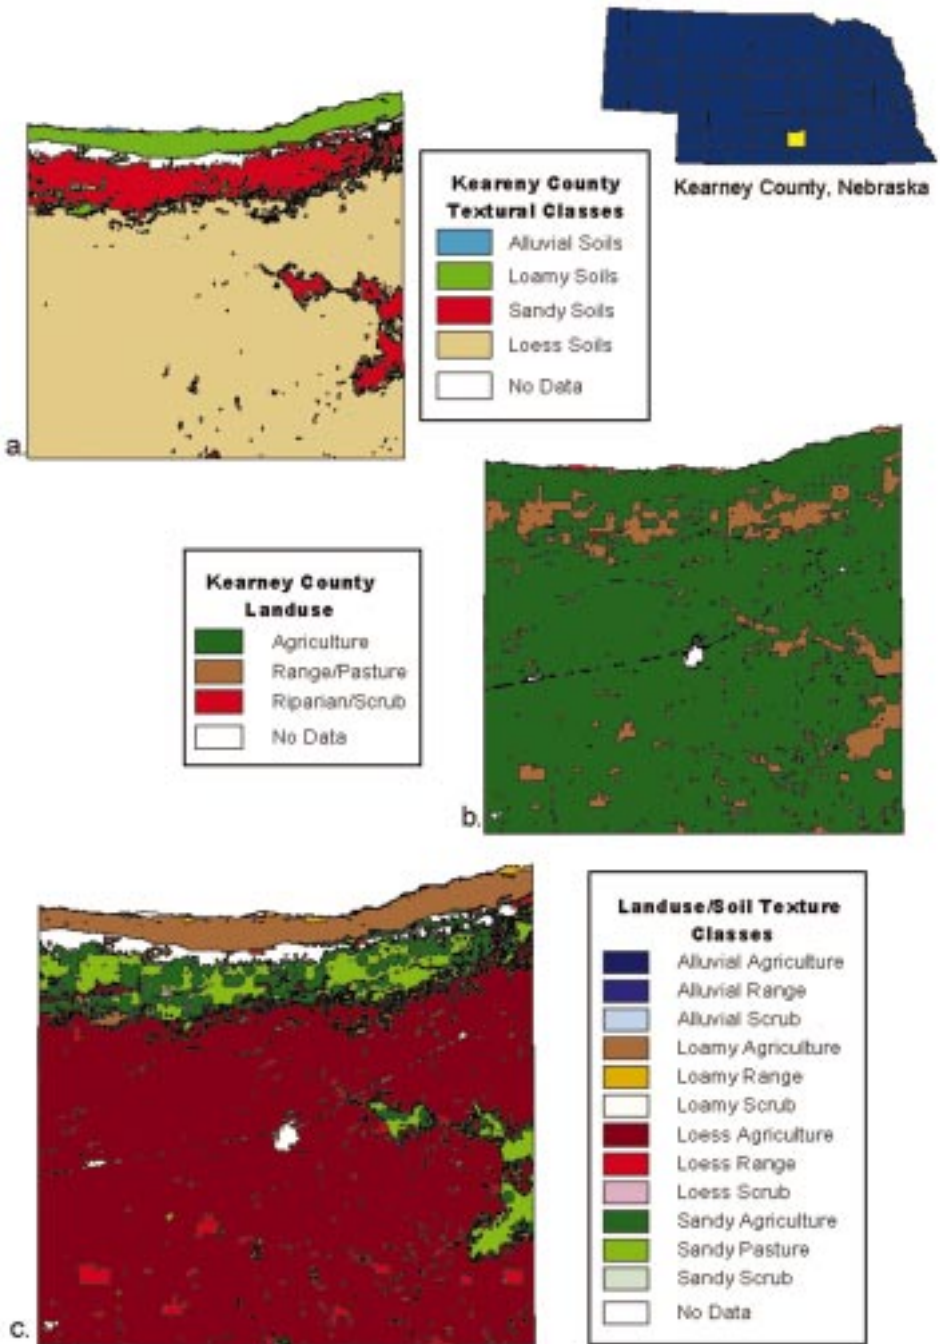 Kearney County, Nebraska
Keareny County
Textural Classes
Alluvial Soils
Loamy Soils
Sandy Soils
Loess Soils
No Data
a.
Kearney County
Landuse
Agriculture
Range/Pasture
Riparian/Scrub
No Data
b.
Landuse/Soil Texture
Classes
Alluvial Agriculture
Alluvial Range
Alluvial Scrub
Loamy Agriculture
Loamy Range
Loamy Scrub
Loess Agriculture
Loess Range
Loess Scrub
Sandy Agriculture
Sandy Pasture
Sandy Scrub
No Data
c.